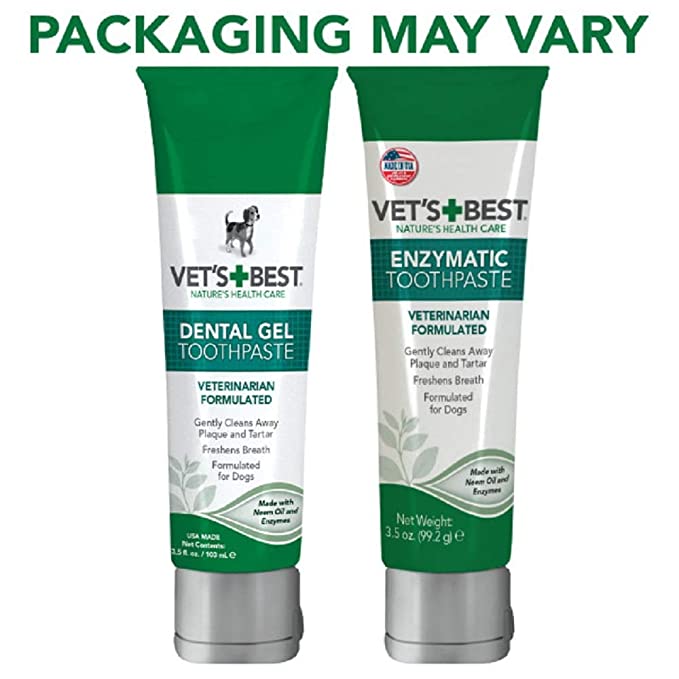 PACKAGING MAY VARY
VET'S+BEST®
NATURE'S HEALTH CARE
DENTAL GEL
TOOTHPASTE
VETERINARIAN
FORMULATED
Gently Cleans Away
Plaque and Tartar
Freshens Breath
Formulated
for Dogs
Made with
Neem Oil and
Enzymes
USA MADE
Net Contents:
3.5 fl. oz. / 103 mL e
MADE IN USA
VET'S+BEST®
NATURE'S HEALTH CARE
ENZYMATIC
TOOTHPASTE
VETERINARIAN
FORMULATED
Gently Cleans Away
Plaque and Tartar
Freshens Breath
Formulated
for Dogs
Made with
Neem Oil and
Enzymes
Net Weight:
3.5 oz. (99.2 g) e